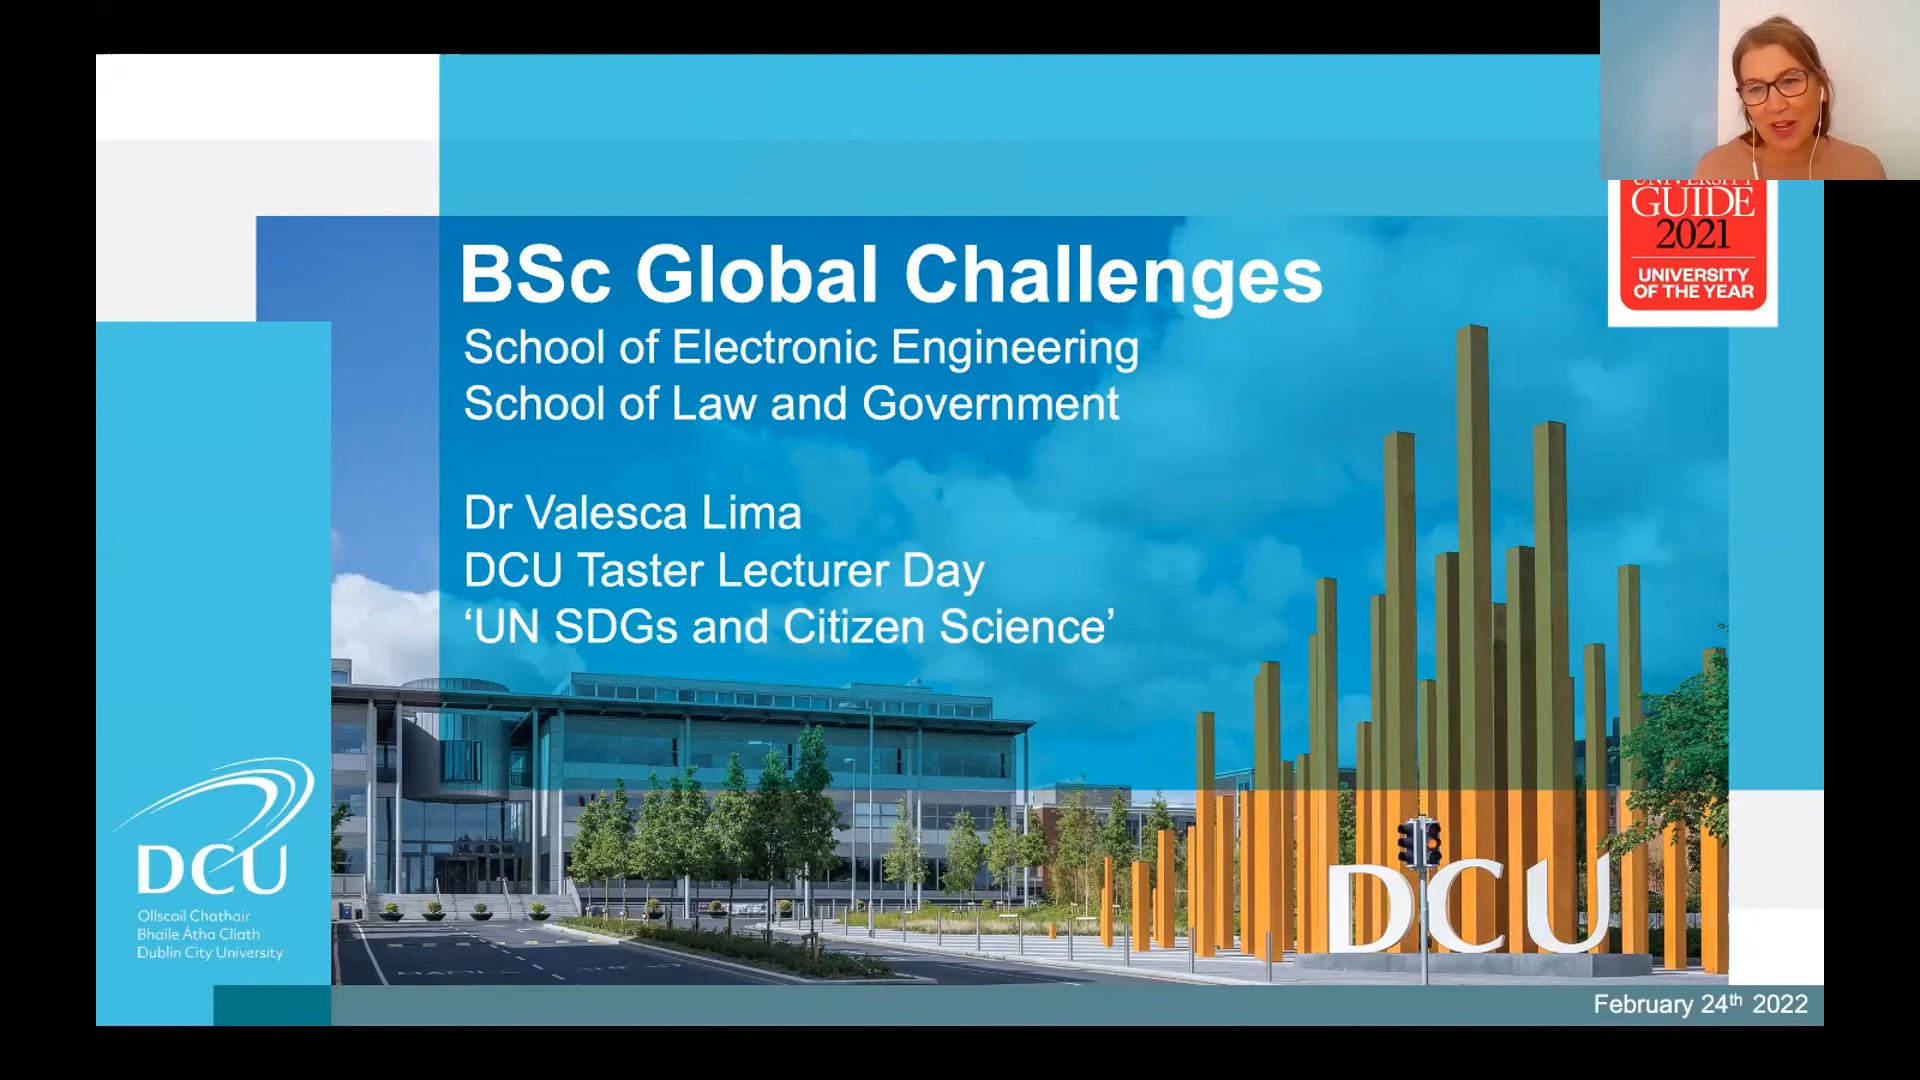 UNIVERSITY
GUIDE
2021
UNIVERSITY
OF THE YEAR
BSc Global Challenges
School of Electronic Engineering
School of Law and Government
Dr Valesca Lima
DCU Taster Lecturer Day
‘UN SDGs and Citizen Science’
DCU
Ollscoil Chathair
Bhaile Átha Cliath
Dublin City University
DCU
February 24th 2022